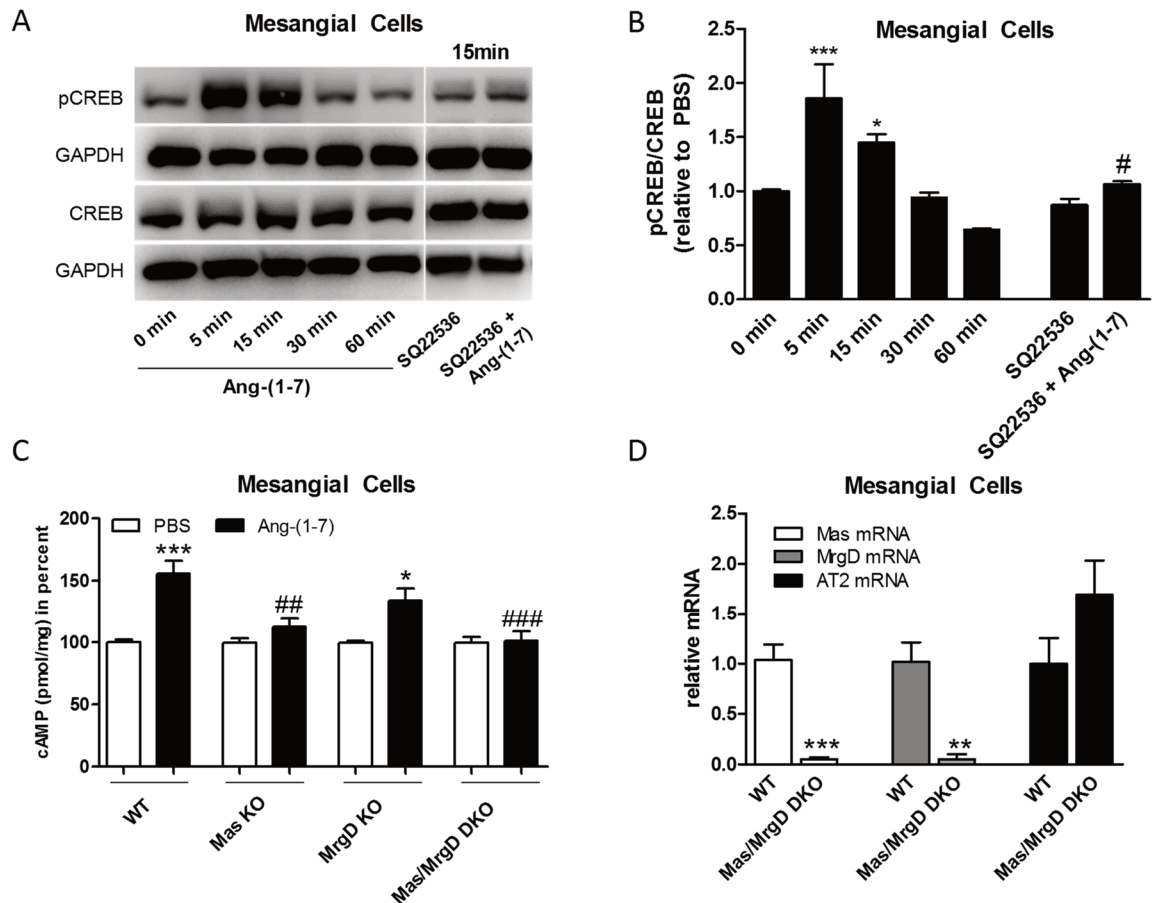 A
Mesangial Cells
15min
pCREB
GAPDH
CREB
GAPDH
0 min
5 min
15 min
30 min
60 min
SQ22536
SQ22536 +
Ang-(1-7)
Ang-(1-7)
B
Mesangial Cells
pCREB/CREB
(relative to PBS)
2.5
2.0
1.5
1.0
0.5
0.0
***
*
#
0 min
5 min
15 min
30 min
60 min
SQ22536
SQ22536 + Ang-(1-7)
C
Mesangial Cells
cAMP (pmol/mg) in percent
200
150
100
50
0
PBS
Ang-(1-7)
***
##
*
###
WT
Mas KO
MrgD KO
Mas/MrgD DKO
D
Mesangial Cells
relative mRNA
2.5
2.0
1.5
1.0
0.5
0.0
Mas mRNA
MrgD mRNA
AT2 mRNA
***
**
WT
Mas/MrgD DKO
WT
Mas/MrgD DKO
WT
Mas/MrgD DKO